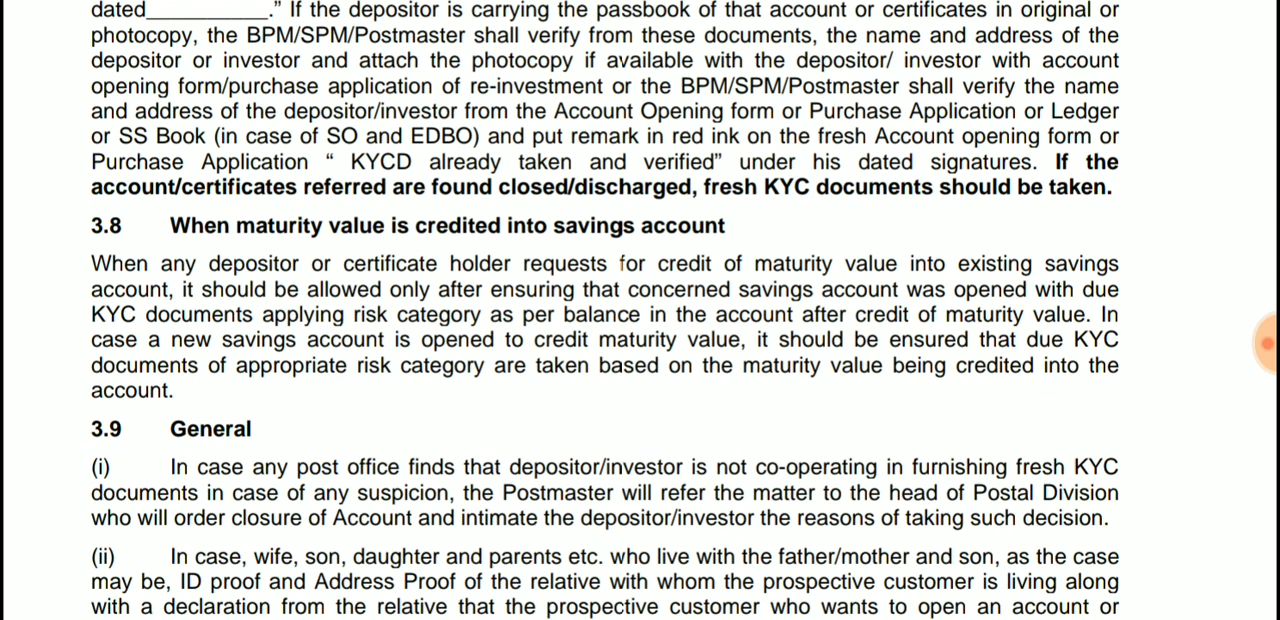 dated___________.” If the depositor is carrying the passbook of that account or certificates in original or
photocopy, the BPM/SPM/Postmaster shall verify from these documents, the name and address of the
depositor or investor and attach the photocopy if available with the depositor/ investor with account
opening form/purchase application of re-investment or the BPM/SPM/Postmaster shall verify the name
and address of the depositor/investor from the Account Opening form or Purchase Application or Ledger
or SS Book (in case of SO and EDBO) and put remark in red ink on the fresh Account opening form or
Purchase Application “ KYCD already taken and verified” under his dated signatures. If the
account/certificates referred are found closed/discharged, fresh KYC documents should be taken.
3.8 When maturity value is credited into savings account
When any depositor or certificate holder requests for credit of maturity value into existing savings
account, it should be allowed only after ensuring that concerned savings account was opened with due
KYC documents applying risk category as per balance in the account after credit of maturity value. In
case a new savings account is opened to credit maturity value, it should be ensured that due KYC
documents of appropriate risk category are taken based on the maturity value being credited into the
account.
3.9 General
(i) In case any post office finds that depositor/investor is not co-operating in furnishing fresh KYC
documents in case of any suspicion, the Postmaster will refer the matter to the head of Postal Division
who will order closure of Account and intimate the depositor/investor the reasons of taking such decision.
(ii) In case, wife, son, daughter and parents etc. who live with the father/mother and son, as the case
may be, ID proof and Address Proof of the relative with whom the prospective customer is living along
with a declaration from the relative that the prospective customer who wants to open an account or